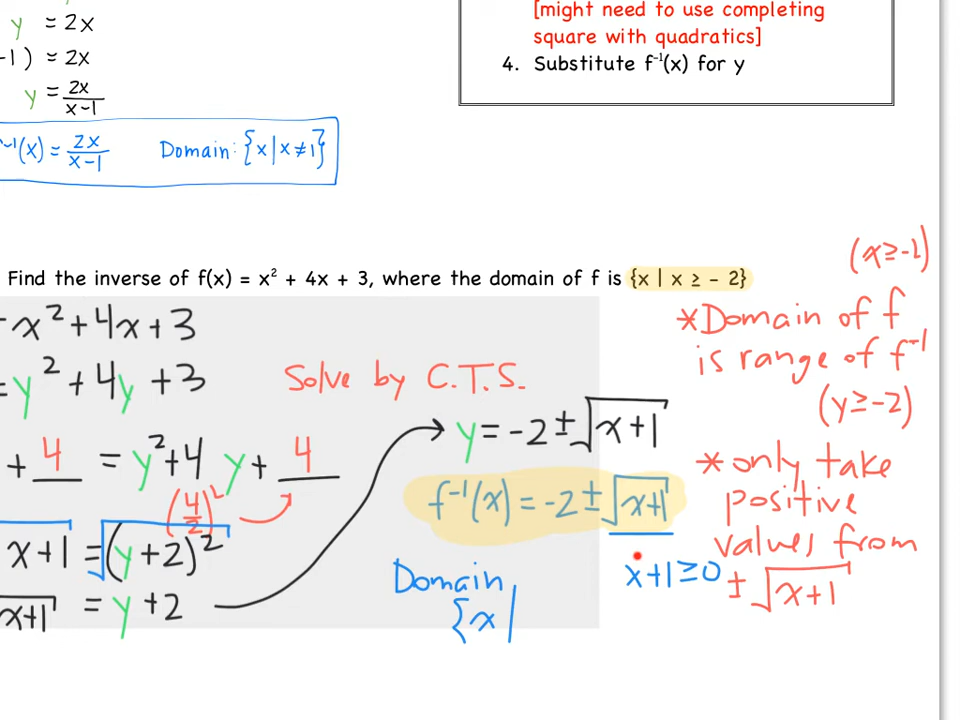 [might need to use completing
square with quadratics]
4. Substitute f⁻¹(x) for y
y = 2x
-1) = 2x
y = 2x/x-1
⁻¹(x) = 2x/x-1 Domain: {x | x ≠ 1}
Find the inverse of f(x) = x² + 4x + 3, where the domain of f is {x | x ≥ - 2}
= x² + 4x + 3
= y² + 4y + 3
Solve by C.T.S.
+ 4 = y² + 4y + 4
(4/2)²
x+1 = √(y+2)²
√x+1 = y + 2
y = -2 ± √x+1
f⁻¹(x) = -2 ± √x+1
x+1 ≥ 0
Domain
{x |
(x ≥ -1)
*Domain of f
is range of f⁻¹
(y ≥ -2)
*only take
positive
values from
± √x+1